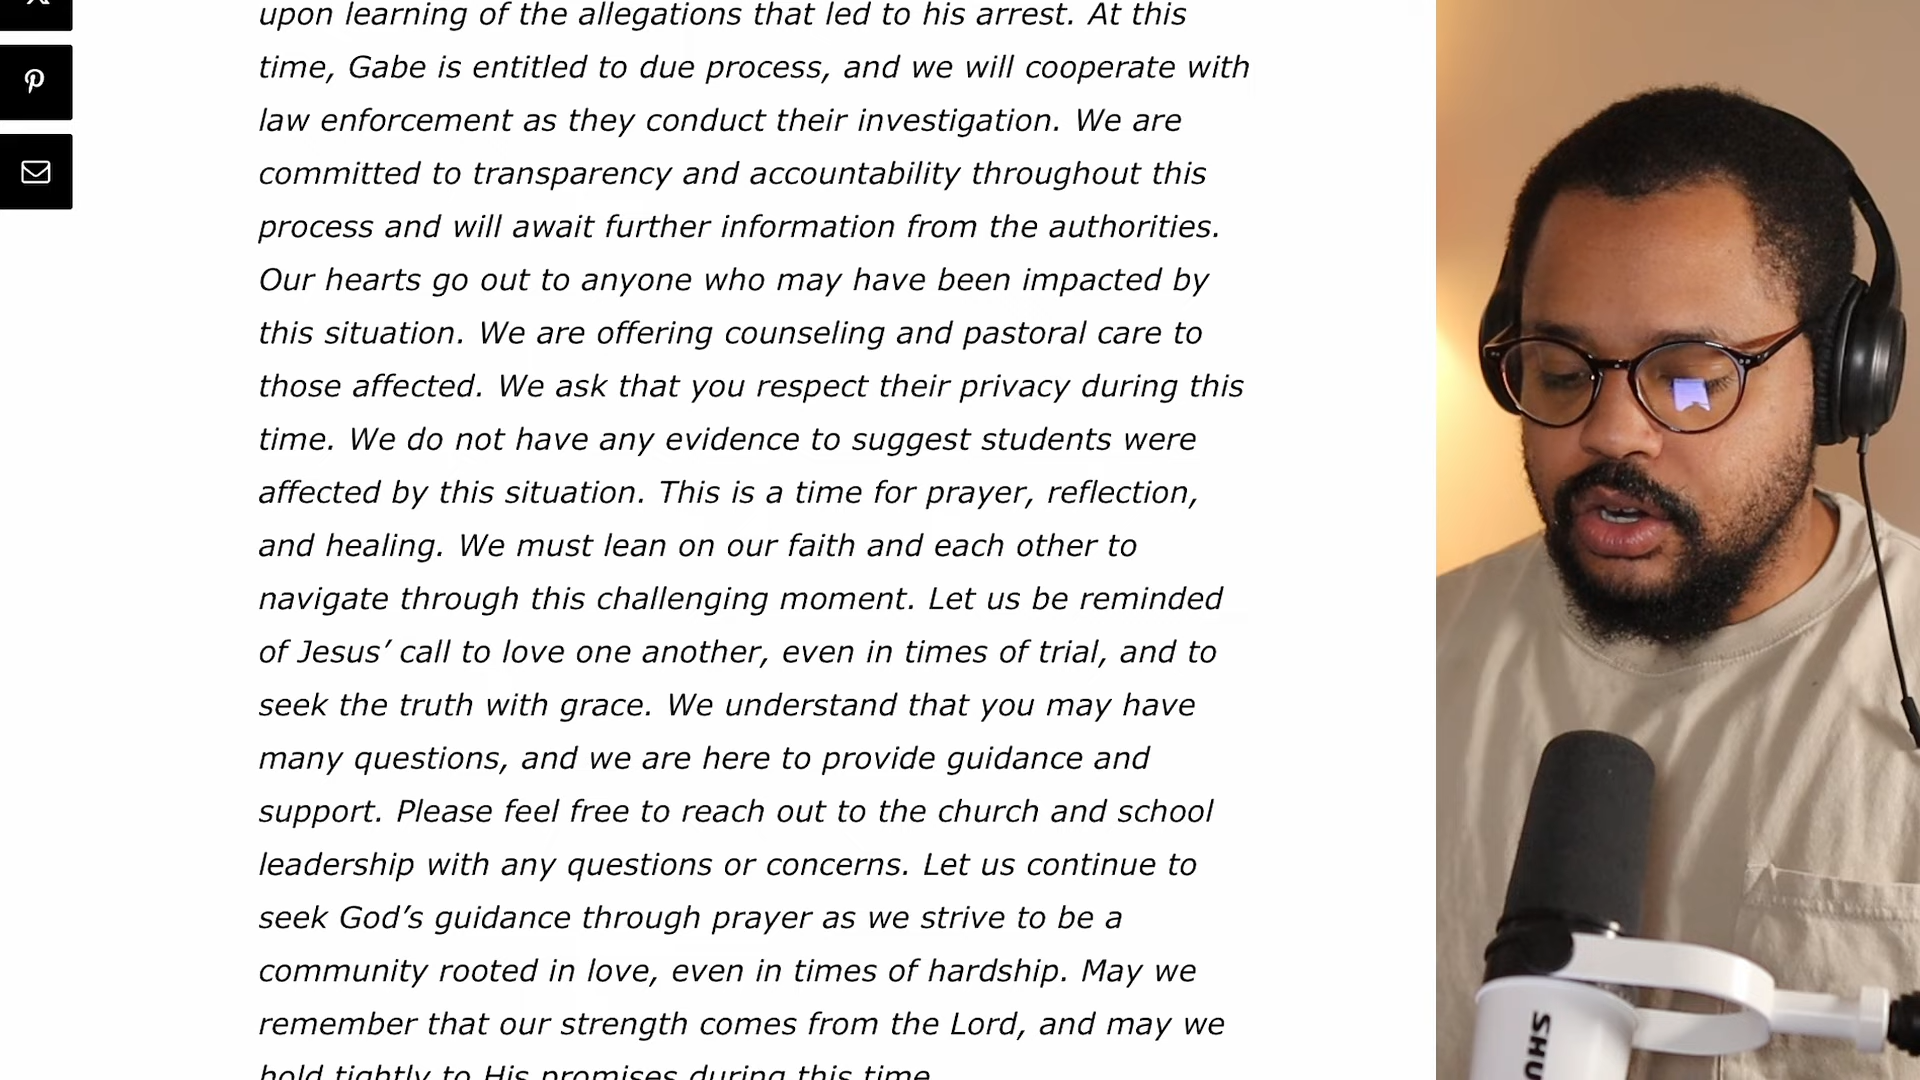 upon learning of the allegations that led to his arrest. At this
time, Gabe is entitled to due process, and we will cooperate with
law enforcement as they conduct their investigation. We are
committed to transparency and accountability throughout this
process and will await further information from the authorities.
Our hearts go out to anyone who may have been impacted by
this situation. We are offering counseling and pastoral care to
those affected. We ask that you respect their privacy during this
time. We do not have any evidence to suggest students were
affected by this situation. This is a time for prayer, reflection,
and healing. We must lean on our faith and each other to
navigate through this challenging moment. Let us be reminded
of Jesus’ call to love one another, even in times of trial, and to
seek the truth with grace. We understand that you may have
many questions, and we are here to provide guidance and
support. Please feel free to reach out to the church and school
leadership with any questions or concerns. Let us continue to
seek God’s guidance through prayer as we strive to be a
community rooted in love, even in times of hardship. May we
remember that our strength comes from the Lord, and may we
hold tightly to His promises during this time.
SHU